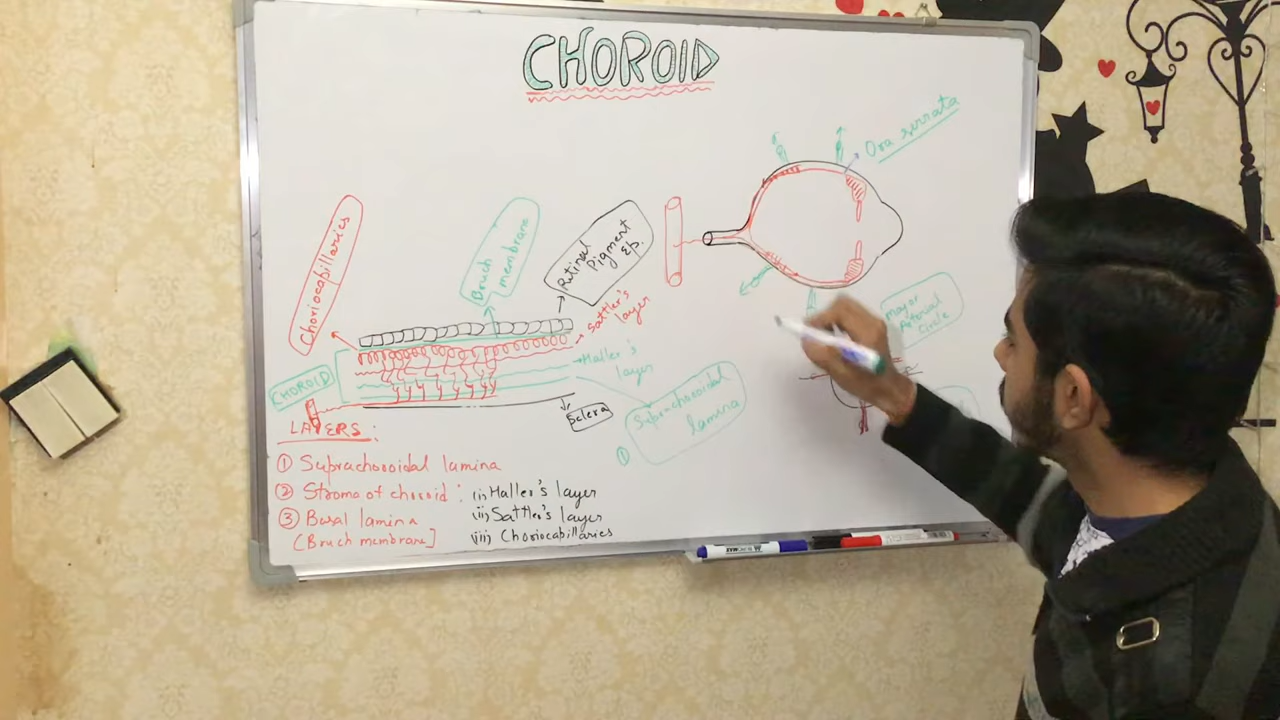 CHOROID
Ora serrata
Choriocapillaries
Bruch
membrane
Retinal
Pigment
Ep.
Sattler's
layer
Haller's
layer
major
Arterial
Circle
CHOROID
Suprachoroidal
lamina
①
Sclera
LAYERS:
① Suprachoroidal lamina
② Stroma of choroid : (i) Haller's layer
(ii) Sattler's layer
(iii) Choriocapillaries
③ Basal lamina
[Bruch membrane]